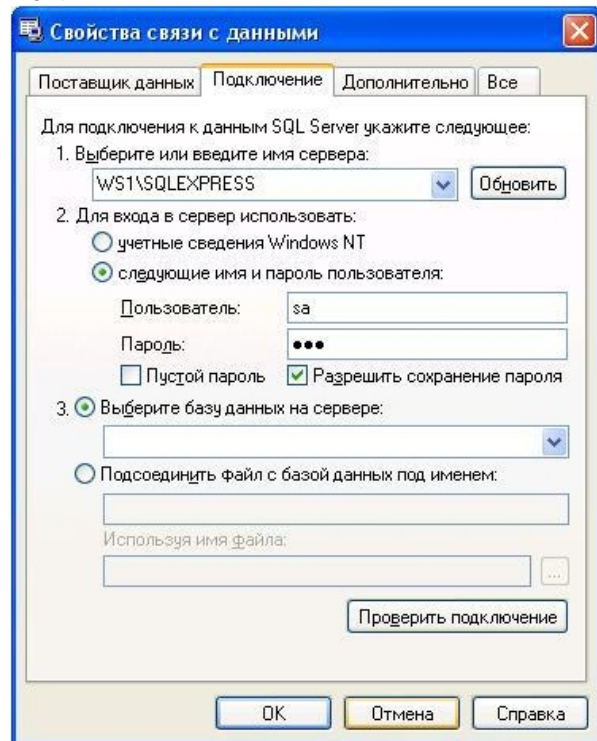 Свойства связи с данными
Поставщик данных Подключение Дополнительно Все
Для подключения к данным SQL Server укажите следующее:
1. Выберите или введите имя сервера:
WS1\SQLEXPRESS Обновить
2. Для входа в сервер использовать:
учетные сведения Windows NT
следующие имя и пароль пользователя:
Пользователь: sa
Пароль: •••
Пустой пароль Разрешить сохранение пароля
3. Выберите базу данных на сервере:
Подсоединить файл с базой данных под именем:
Используя имя файла:
...
Проверить подключение
OK Отмена Справка